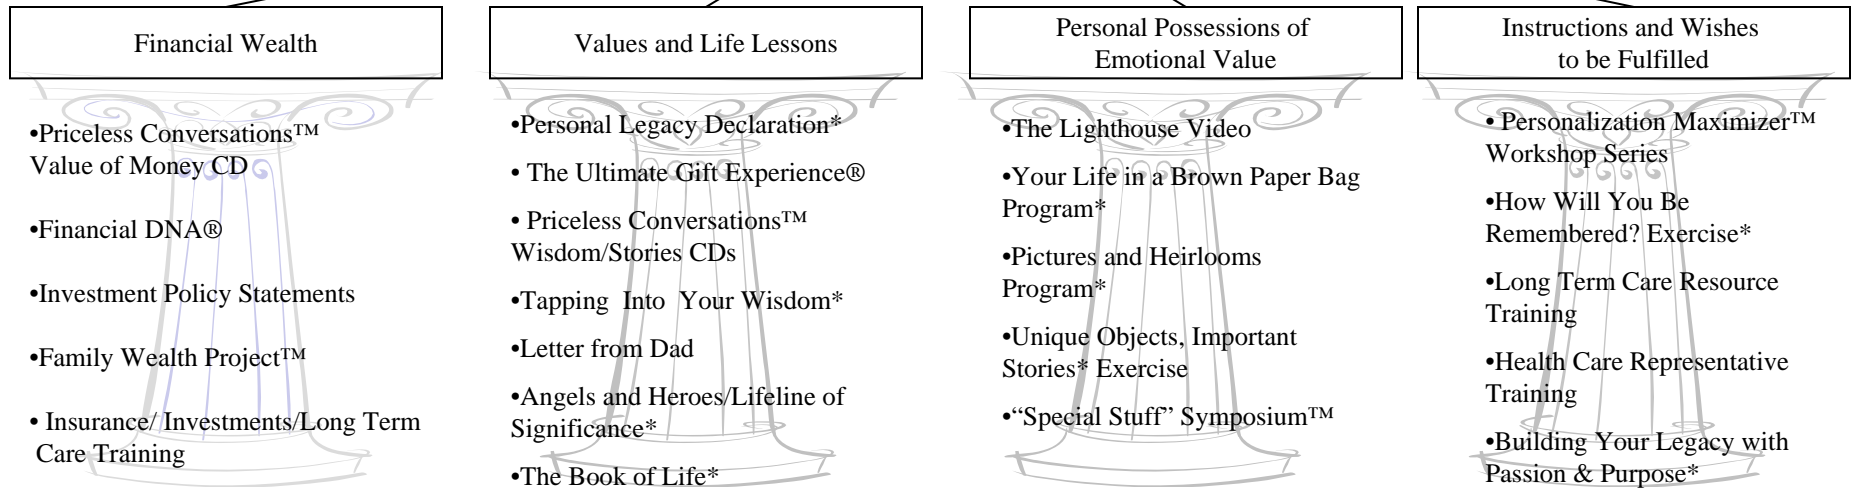 Financial Wealth
•Priceless Conversations™
Value of Money CD
•Financial DNA®
•Investment Policy Statements
•Family Wealth Project™
• Insurance/ Investments/Long Term
Care Training
Values and Life Lessons
•Personal Legacy Declaration*
• The Ultimate Gift Experience®
• Priceless Conversations™
Wisdom/Stories CDs
•Tapping Into Your Wisdom*
•Letter from Dad
•Angels and Heroes/Lifeline of
Significance*
•The Book of Life*
Personal Possessions of
Emotional Value
•The Lighthouse Video
•Your Life in a Brown Paper Bag
Program*
•Pictures and Heirlooms
Program*
•Unique Objects, Important
Stories* Exercise
•“Special Stuff” Symposium™
Instructions and Wishes
to be Fulfilled
• Personalization Maximizer™
Workshop Series
•How Will You Be
Remembered? Exercise*
•Long Term Care Resource
Training
•Health Care Representative
Training
•Building Your Legacy with
Passion & Purpose*